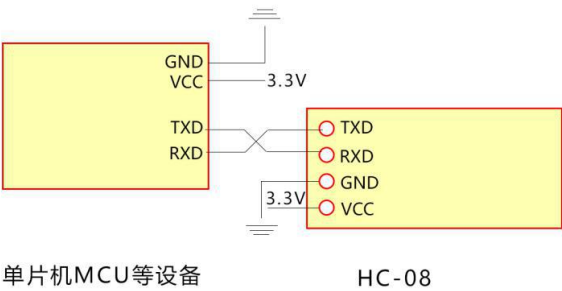 GND
VCC
3.3V
TXD
RXD
TXD
RXD
GND
3.3V
VCC
单片机MCU等设备
HC-08